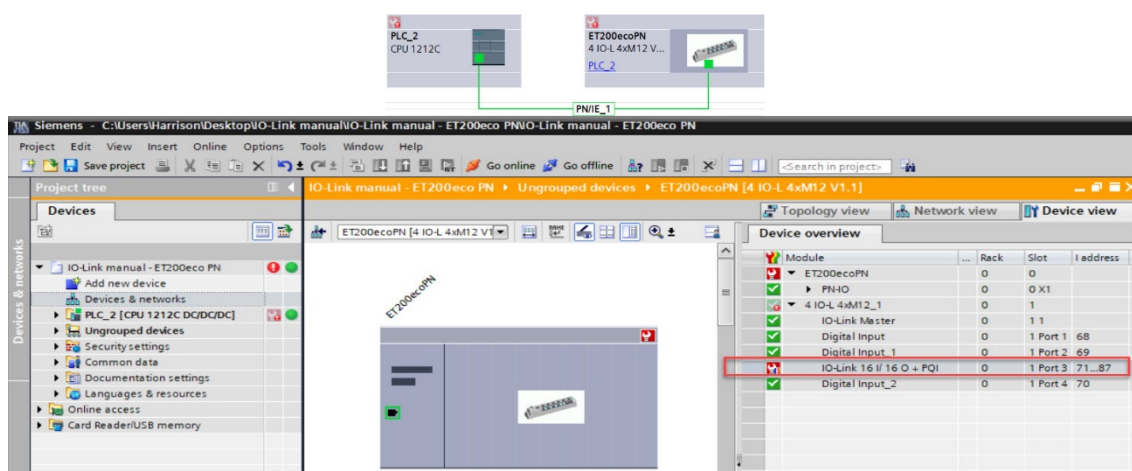 PLC_2
CPU 1212C
ET200ecoPN
4 IO-L 4xM12 V...
PLC_2
PN/IE_1
Siemens - C:\Users\Harrison\Desktop\IO-Link manual\IO-Link manual - ET200eco PN\IO-Link manual - ET200eco PN
Project Edit View Insert Online Options Tools Window Help
Save project Go online Go offline <Search in project>
Project tree
IO-Link manual - ET200eco PN Ungrouped devices ET200ecoPN [4 IO-L 4xM12 V1.1]
Devices
Topology view Network view Device view
ET200ecoPN [4 IO-L 4xM12 V1
Device overview
Devices & networks
IO-Link manual - ET200eco PN
Add new device
Devices & networks
PLC_2 [CPU 1212C DC/DC/DC]
Ungrouped devices
Security settings
Common data
Documentation settings
Languages & resources
Online access
Card Reader/USB memory
ET200ecoPN
Module ... Rack Slot I address
ET200ecoPN 0 0
PN-IO 0 0 X1
4 IO-L 4xM12_1 0 1
IO-Link Master 0 1 1
Digital Input 0 1 Port 1 68
Digital Input_1 0 1 Port 2 69
IO-Link 16 I/ 16 O + PQI 0 1 Port 3 71...87
Digital Input_2 0 1 Port 4 70